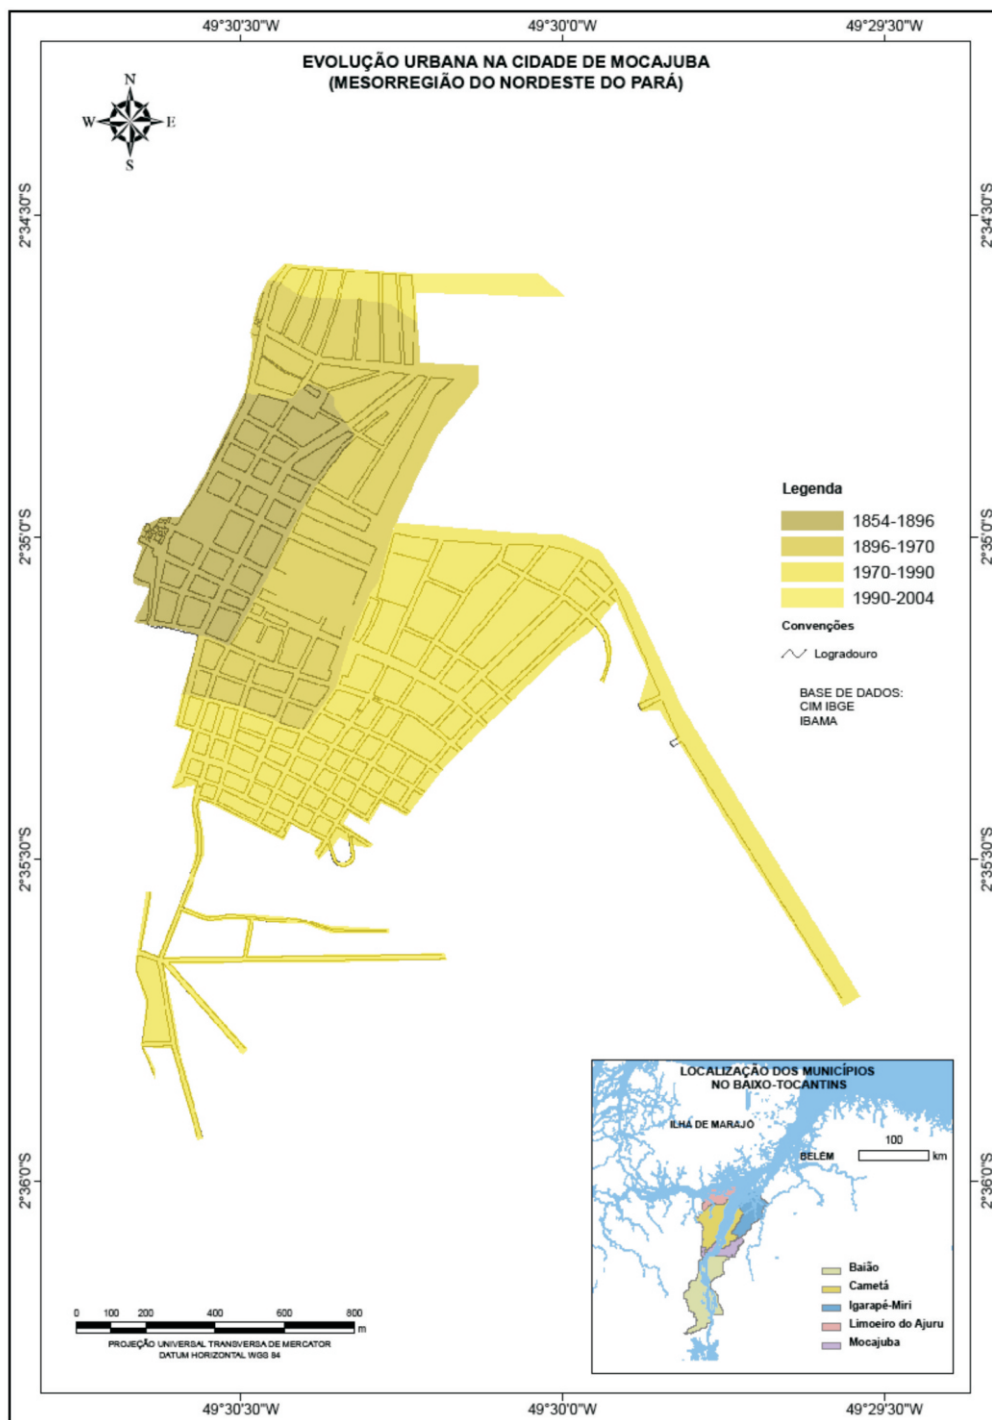 49°30'30"W
49°30'0"W
49°29'30"W
EVOLUÇÃO URBANA NA CIDADE DE MOCAJUBA
(MESORREGIÃO DO NORDESTE DO PARÁ)
N
W
E
S
2°34'30"S
2°34'30"S
Legenda
1854-1896
1896-1970
1970-1990
1990-2004
Convenções
Logradouro
2°35'0"S
2°35'0"S
BASE DE DADOS:
CIM IBGE
IBAMA
2°35'30"S
2°35'30"S
LOCALIZAÇÃO DOS MUNICÍPIOS
NO BAIXO-TOCANTINS
ILHA DE MARAJÓ
BELÉM
100
km
Baião
Cametá
Igarapé-Miri
Limoeiro do Ajuru
Mocajuba
2°36'0"S
2°36'0"S
0 100 200 400 600 800
m
PROJEÇÃO UNIVERSAL TRANSVERSA DE MERCATOR
DATUM HORIZONTAL WGS 84
49°30'30"W
49°30'0"W
49°29'30"W